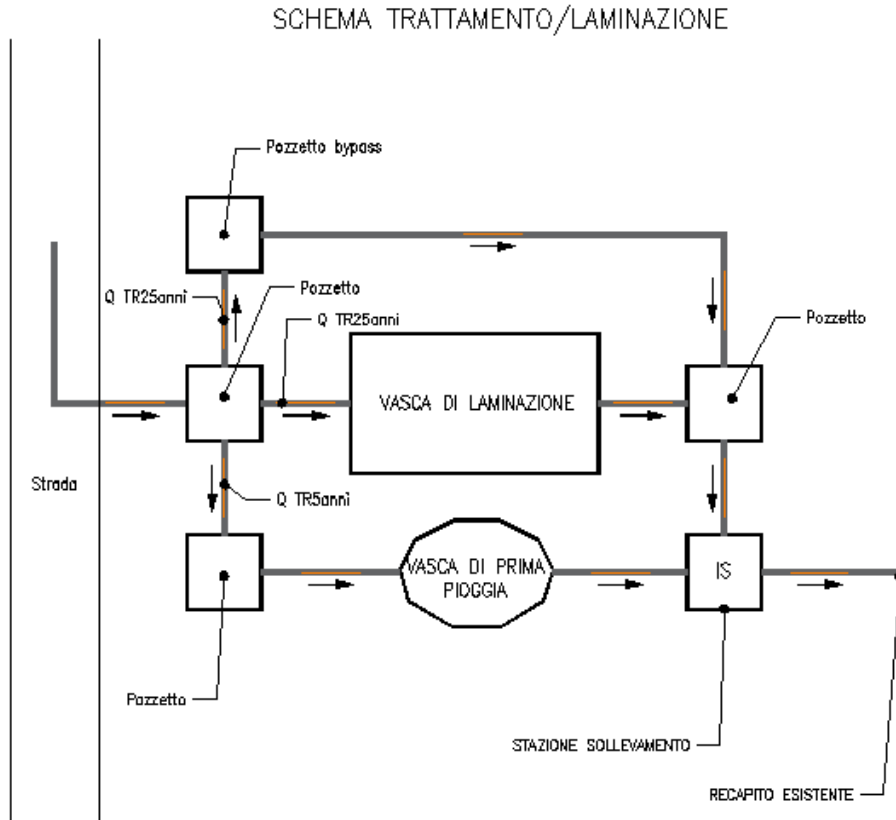 SCHEMA TRATTAMENTO/LAMINAZIONE
Pozzetto bypass
Q TR25anni
Pozzetto
Q TR25anni
Pozzetto
VASCA DI LAMINAZIONE
Strada
Q TR5anni
VASCA DI PRIMA
PIOGGIA
IS
Pozzetto
STAZIONE SOLLEVAMENTO
RECAPITO ESISTENTE